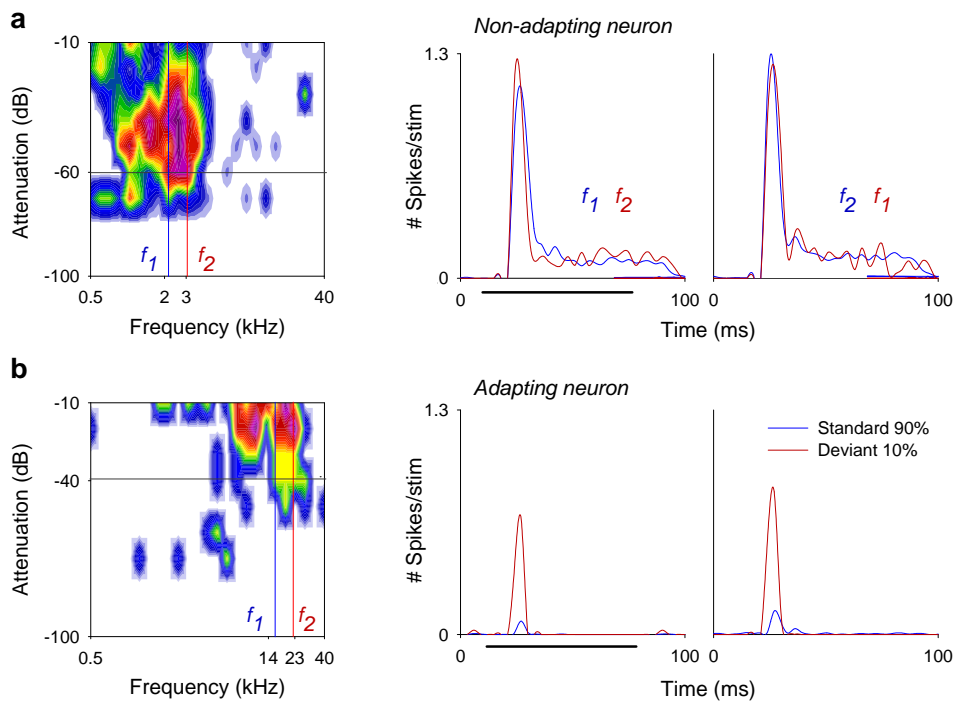 a
Non-adapting neuron
-10
-60
-100
Attenuation (dB)
f1
f2
0.5
2
3
40
Frequency (kHz)
1.3
0
# Spikes/stim
f1 f2
f2 f1
0
100
0
100
Time (ms)
b
Adapting neuron
-10
-40
-100
Attenuation (dB)
f1
f2
0.5
14
23
40
Frequency (kHz)
1.3
0
# Spikes/stim
Standard 90%
Deviant 10%
0
100
0
100
Time (ms)